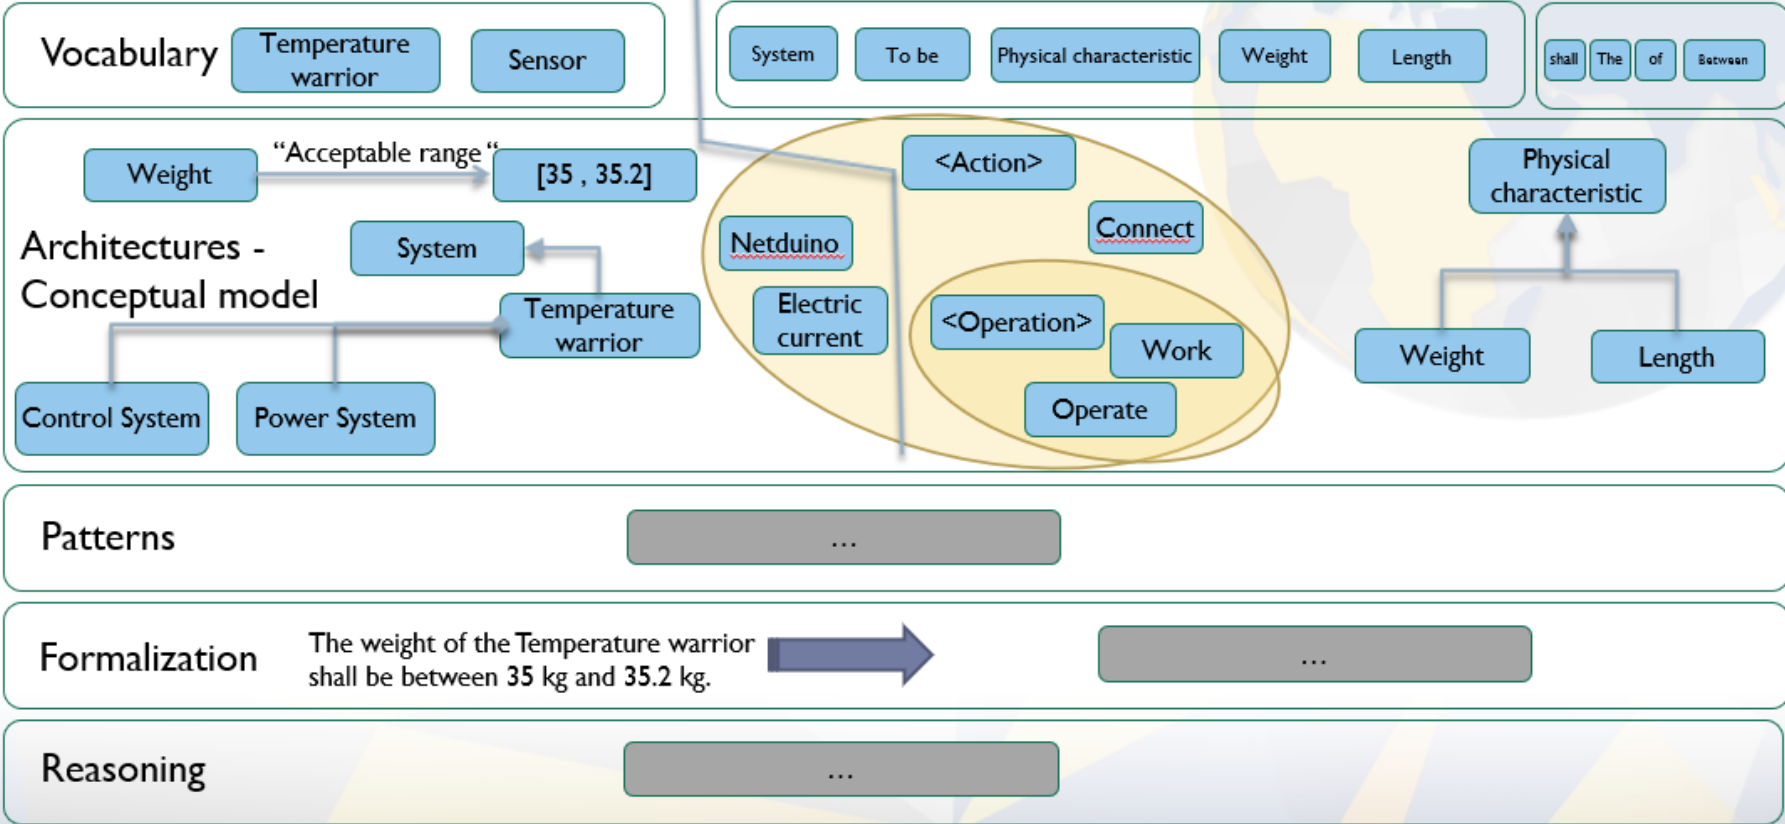 Vocabulary
Temperature
warrior
Sensor
System
To be
Physical characteristic
Weight
Length
shall
The
of
Between
Weight
“Acceptable range “
[35 , 35.2]
<Action>
Physical
characteristic
Architectures -
Conceptual model
System
Netduino
Connect
Temperature
warrior
Electric
current
<Operation>
Work
Weight
Length
Control System
Power System
Operate
Patterns
...
Formalization
The weight of the Temperature warrior
shall be between 35 kg and 35.2 kg.
...
Reasoning
...